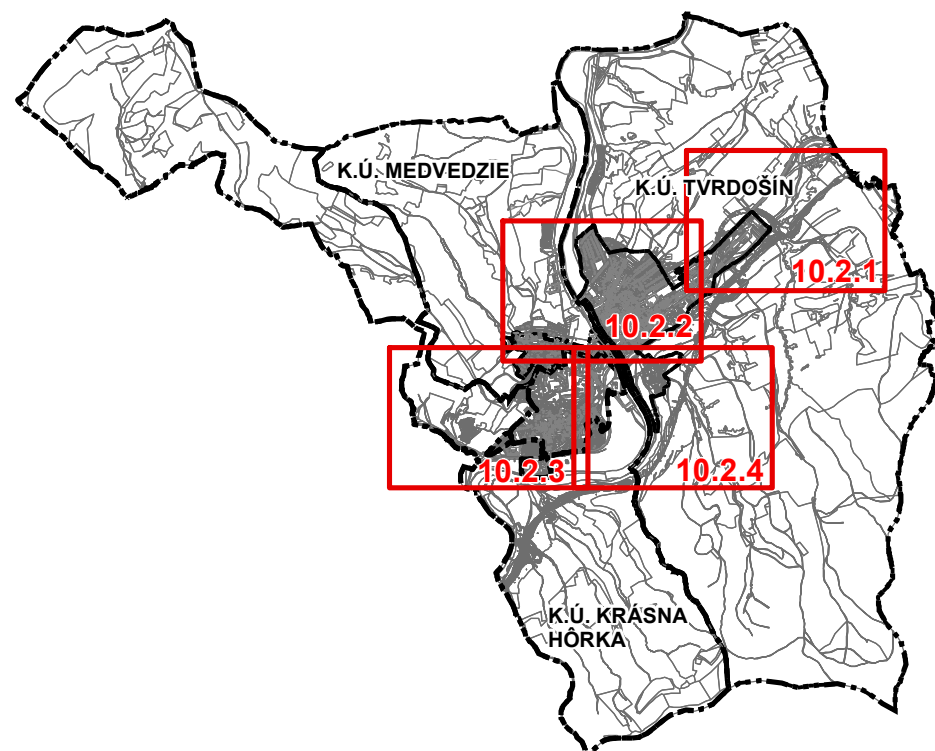 K.Ú. MEDVEDZIE
K.Ú. TVRDOŠÍN
10.2.1
10.2.2
10.2.3
10.2.4
K.Ú. KRÁSNA
HÔRKA